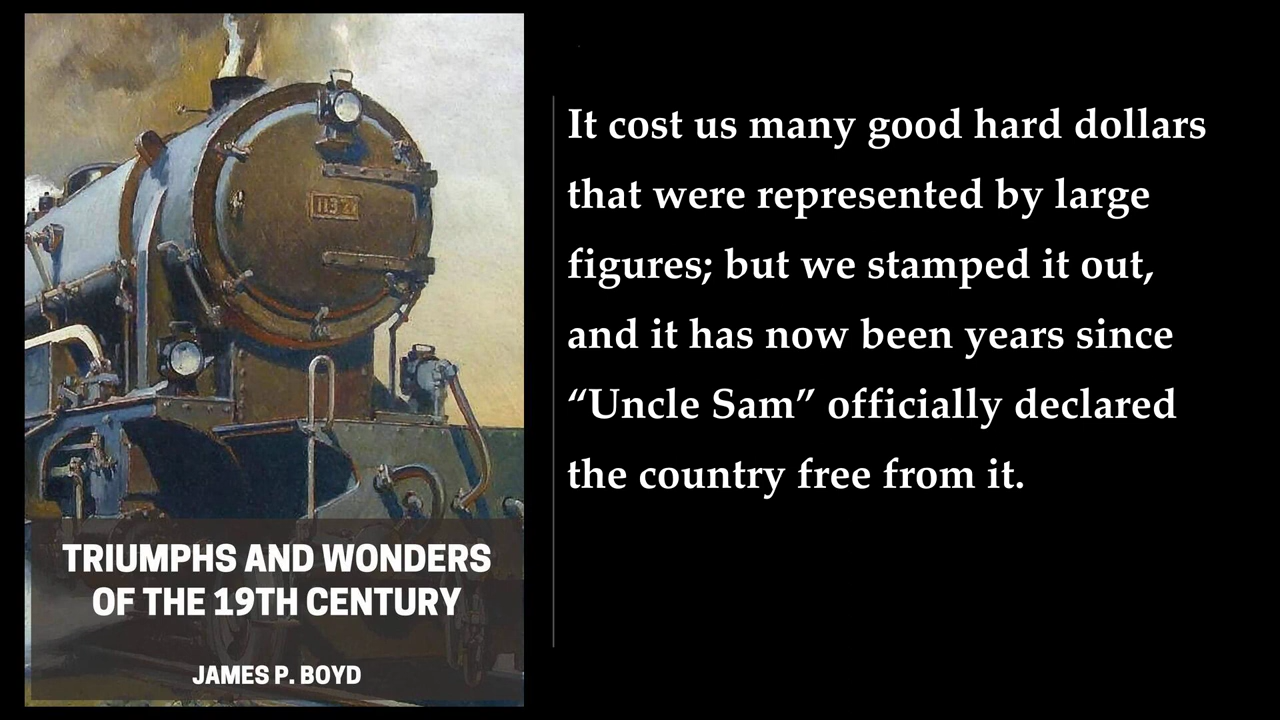 It cost us many good hard dollars
that were represented by large
figures; but we stamped it out,
and it has now been years since
“Uncle Sam” officially declared
the country free from it.
TRIUMPHS AND WONDERS
OF THE 19TH CENTURY
JAMES P. BOYD